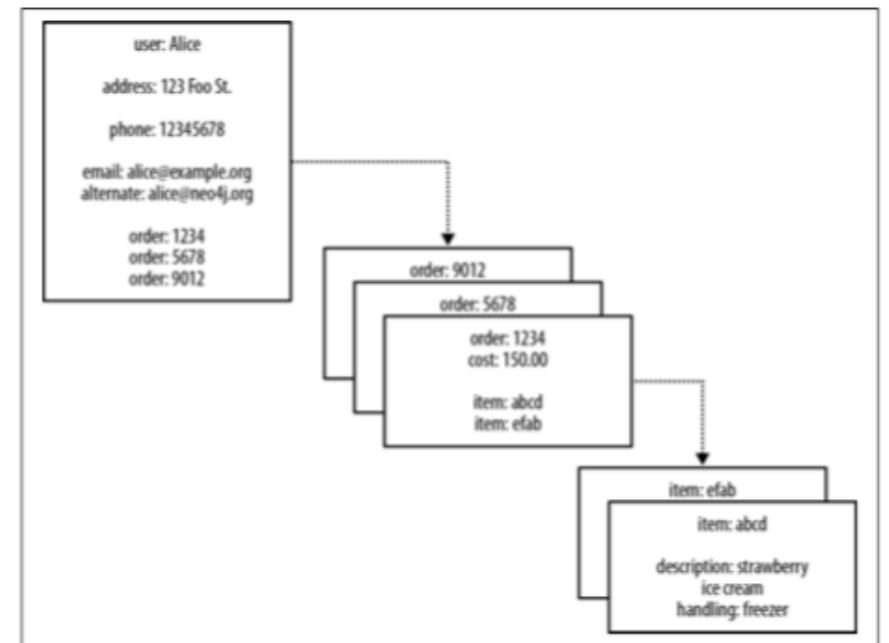 user: Alice
address: 123 Foo St.
phone: 12345678
email: alice@example.org
alternate: alice@neo4j.org
order: 1234
order: 5678
order: 9012
order: 9012
order: 5678
order: 1234
cost: 150.00
item: abcd
item: efab
item: efab
item: abcd
description: strawberry
ice cream
handling: freezer